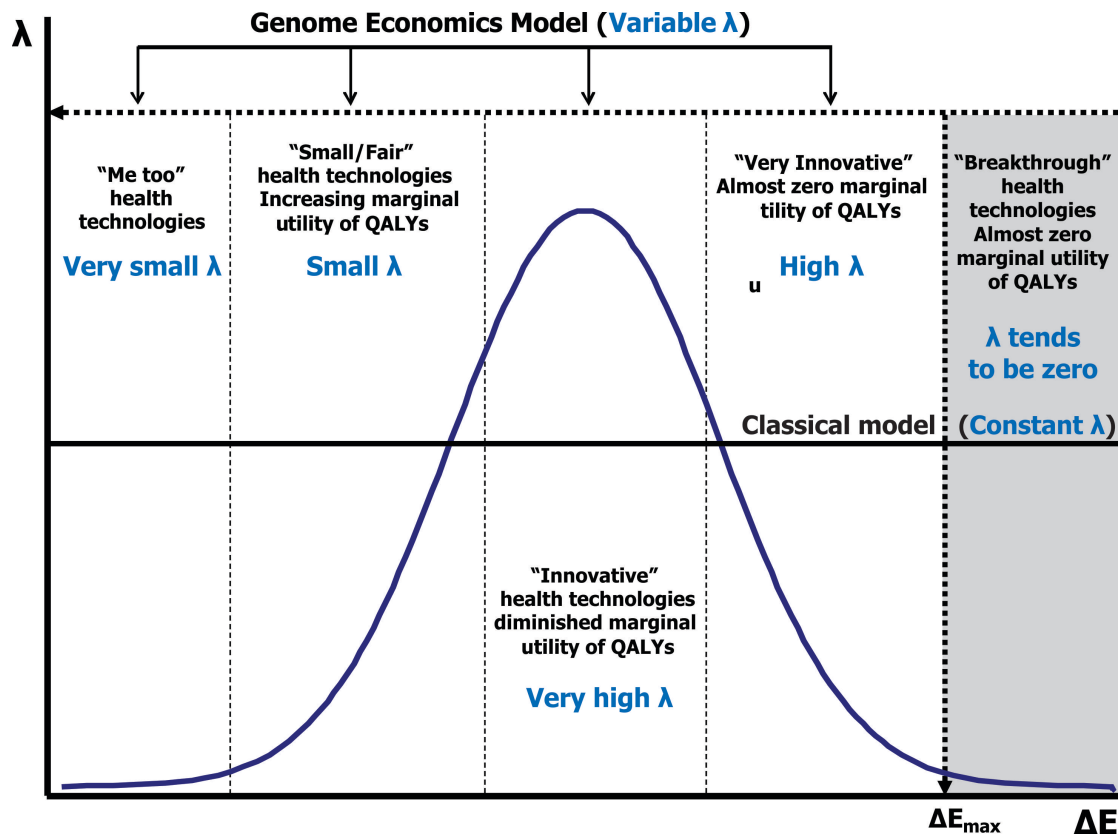 Genome Economics Model (Variable λ)
λ
“Me too”
health
technologies
Very small λ
“Small/Fair”
health technologies
Increasing marginal
utility of QALYs
Small λ
“Innovative”
health technologies
diminished marginal
utility of QALYs
Very high λ
“Very Innovative”
Almost zero marginal
tility of QALYs
u
High λ
“Breakthrough”
health
technologies
Almost zero
marginal utility
of QALYs
λ tends
to be zero
Classical model (Constant λ)
ΔEmax
ΔE